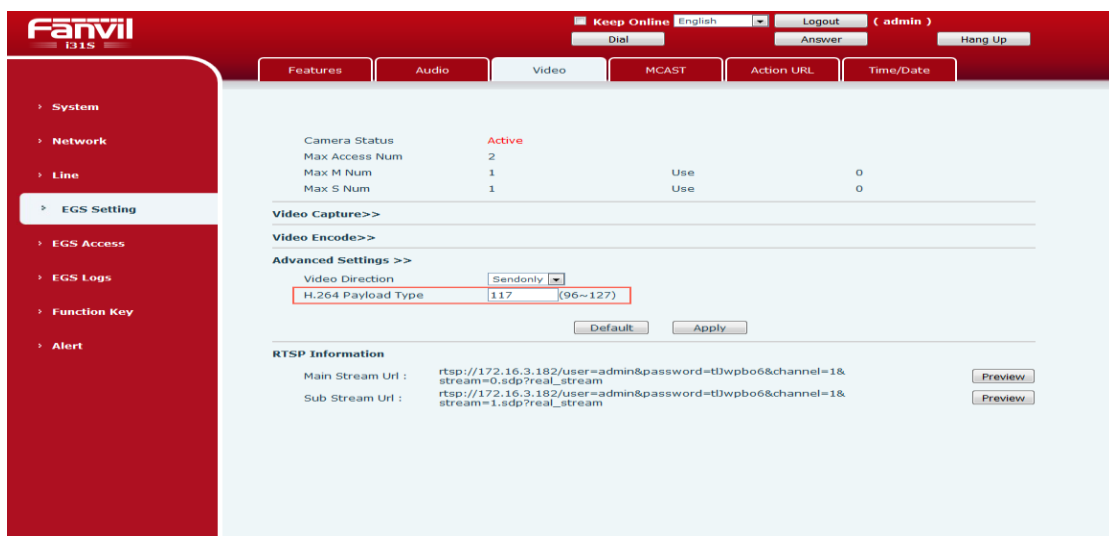 Fanvil
i31S
Keep Online English Logout ( admin )
Dial Answer Hang Up
Features Audio Video MCAST Action URL Time/Date
› System
› Network
› Line
› EGS Setting
› EGS Access
› EGS Logs
› Function Key
› Alert
Camera Status Active
Max Access Num 2
Max M Num 1 Use 0
Max S Num 1 Use 0
Video Capture>>
Video Encode>>
Advanced Settings >>
Video Direction Sendonly
H.264 Payload Type 117 (96~127)
Default Apply
RTSP Information
Main Stream Url : rtsp://172.16.3.182/user=admin&password=tlJwpbo6&channel=1&
stream=0.sdp?real_stream Preview
Sub Stream Url : rtsp://172.16.3.182/user=admin&password=tlJwpbo6&channel=1&
stream=1.sdp?real_stream Preview